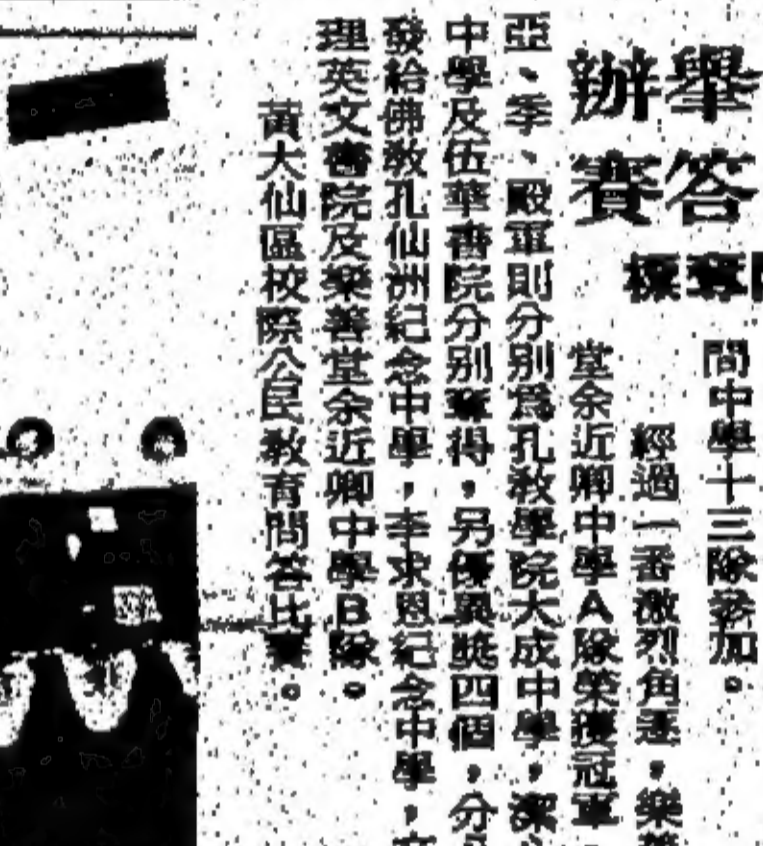 舉辦
答賽
奪標
間中學十三隊參加。
經過一番激烈角逐，樂善
堂余近卿中學A隊榮獲冠軍，
亞、季、殿軍則分別為孔教學院大成中學，深
中學及伍華書院分別奪得，另優異獎四個，分
發給佛教孔仙洲紀念中學，李求恩紀念中學，文
理英文書院及樂善堂余近卿中學B隊。
黃大仙區校際公民教育問答比賽。